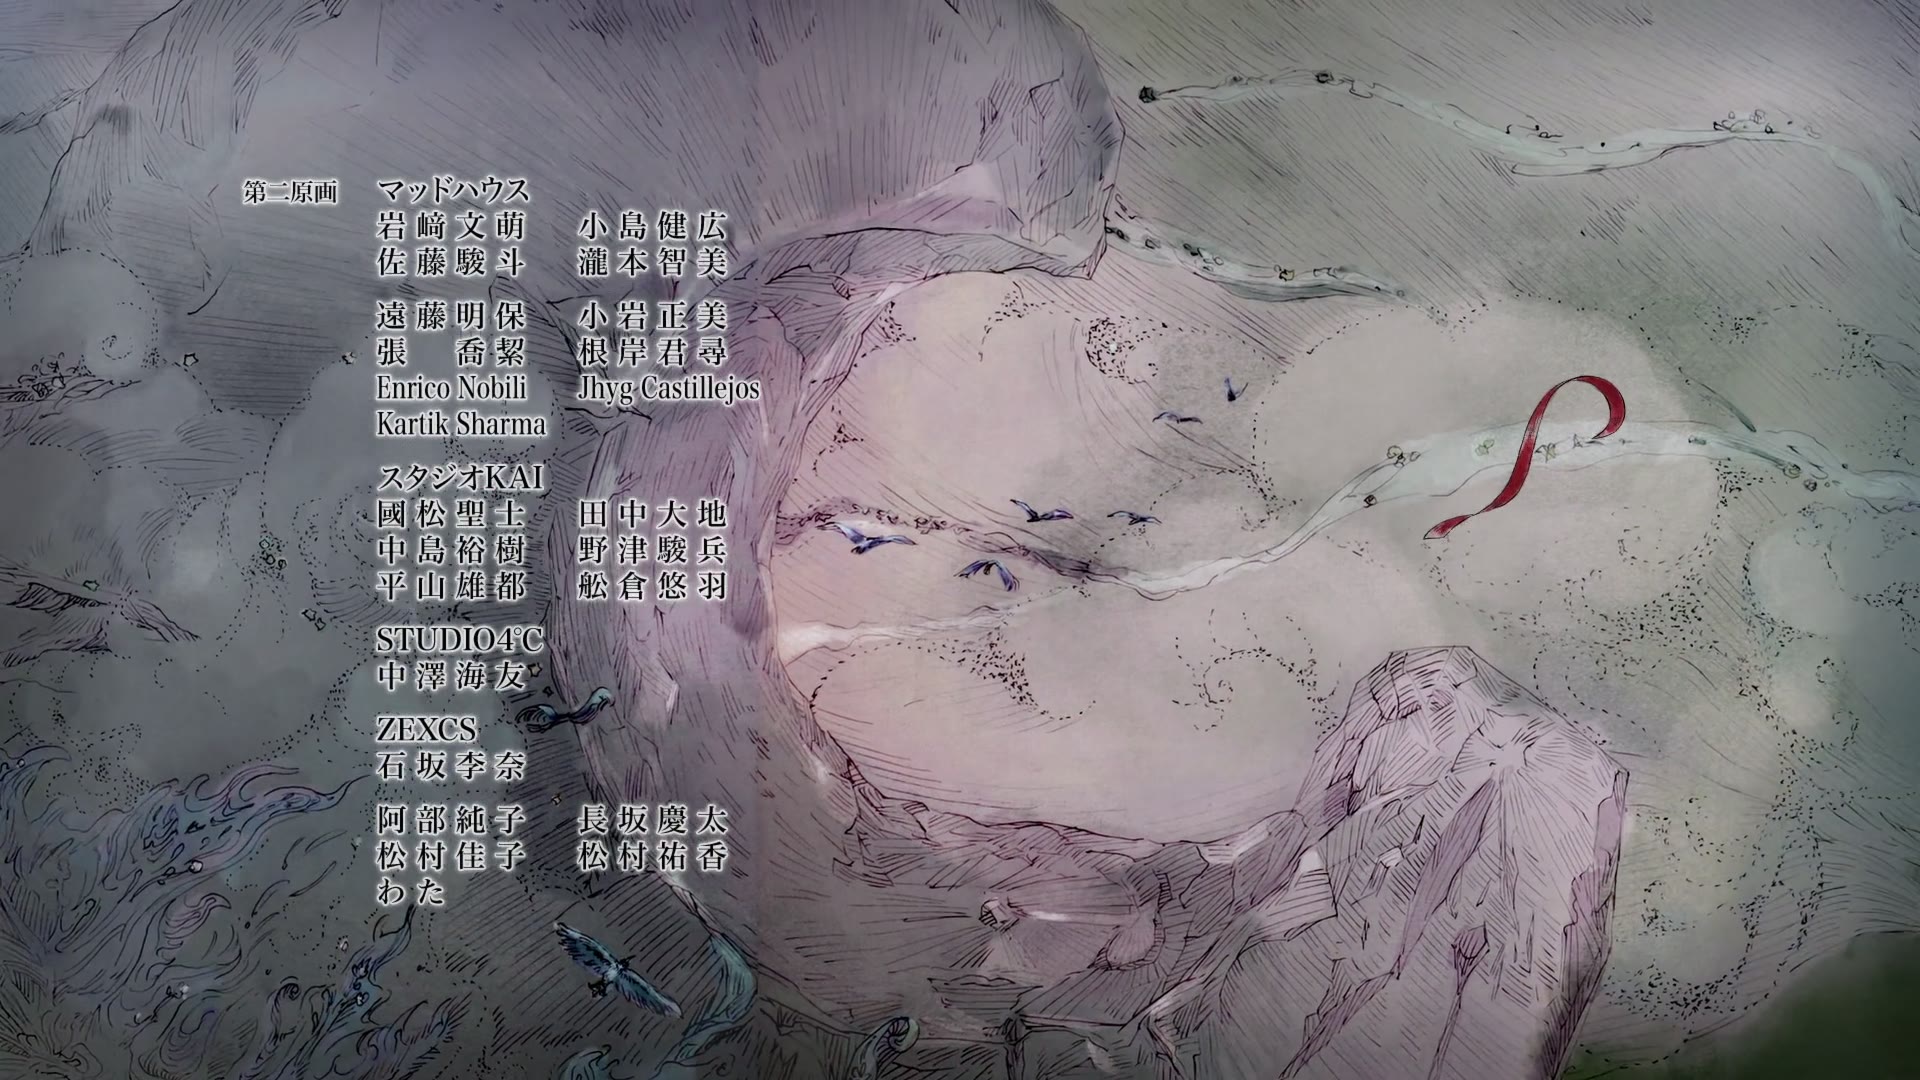 第二原画 マッドハウス
岩﨑文萌 小島健広
佐藤駿斗 瀧本智美
遠藤明保 小岩正美
張 喬絜 根岸君尋
Enrico Nobili Jhyg Castillejos
Kartik Sharma
スタジオKAI
國松聖士 田中大地
中島裕樹 野津駿兵
平山雄都 舩倉悠羽
STUDIO4℃
中澤海友
ZEXCS
石坂李奈
阿部純子 長坂慶太
松村佳子 松村祐香
わた